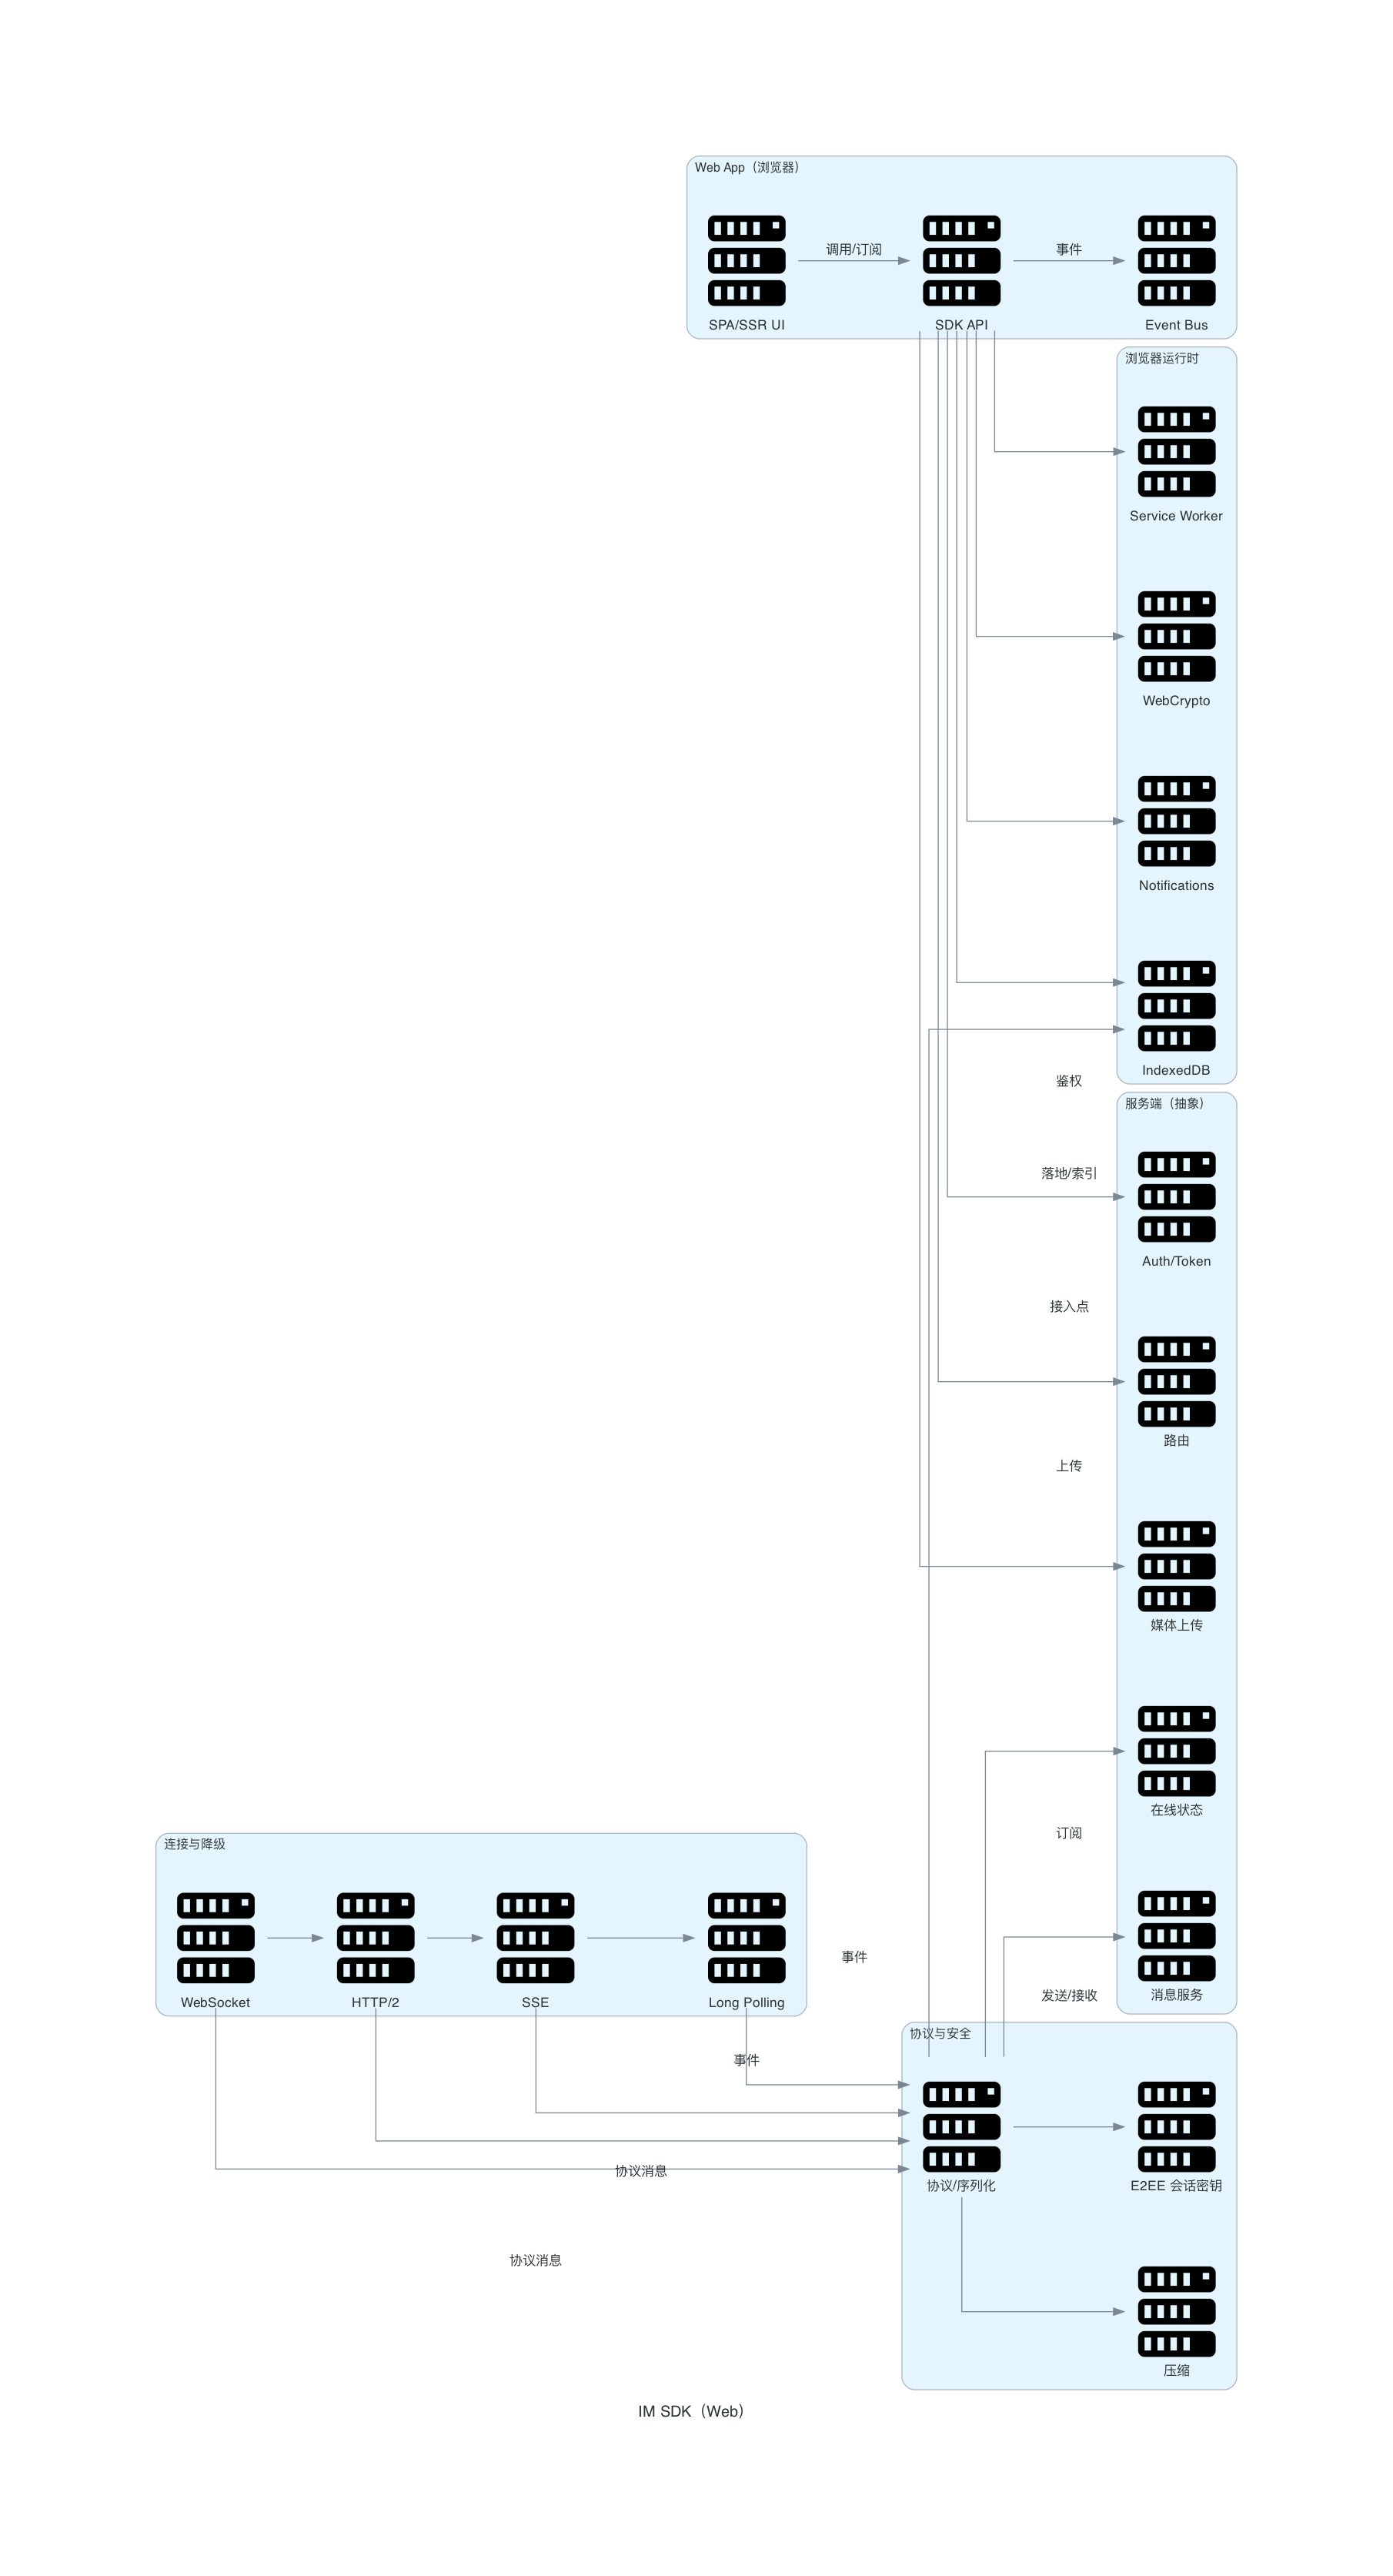 Web App（浏览器）
调用/订阅
事件
SPA/SSR UI
SDK API
Event Bus
浏览器运行时
Service Worker
WebCrypto
Notifications
IndexedDB
鉴权
服务端（抽象）
落地/索引
Auth/Token
接入点
路由
上传
媒体上传
在线状态
订阅
连接与降级
事件
WebSocket
HTTP/2
SSE
Long Polling
发送/接收
消息服务
协议与安全
事件
协议消息
协议/序列化
E2EE 会话密钥
协议消息
压缩
IM SDK（Web）